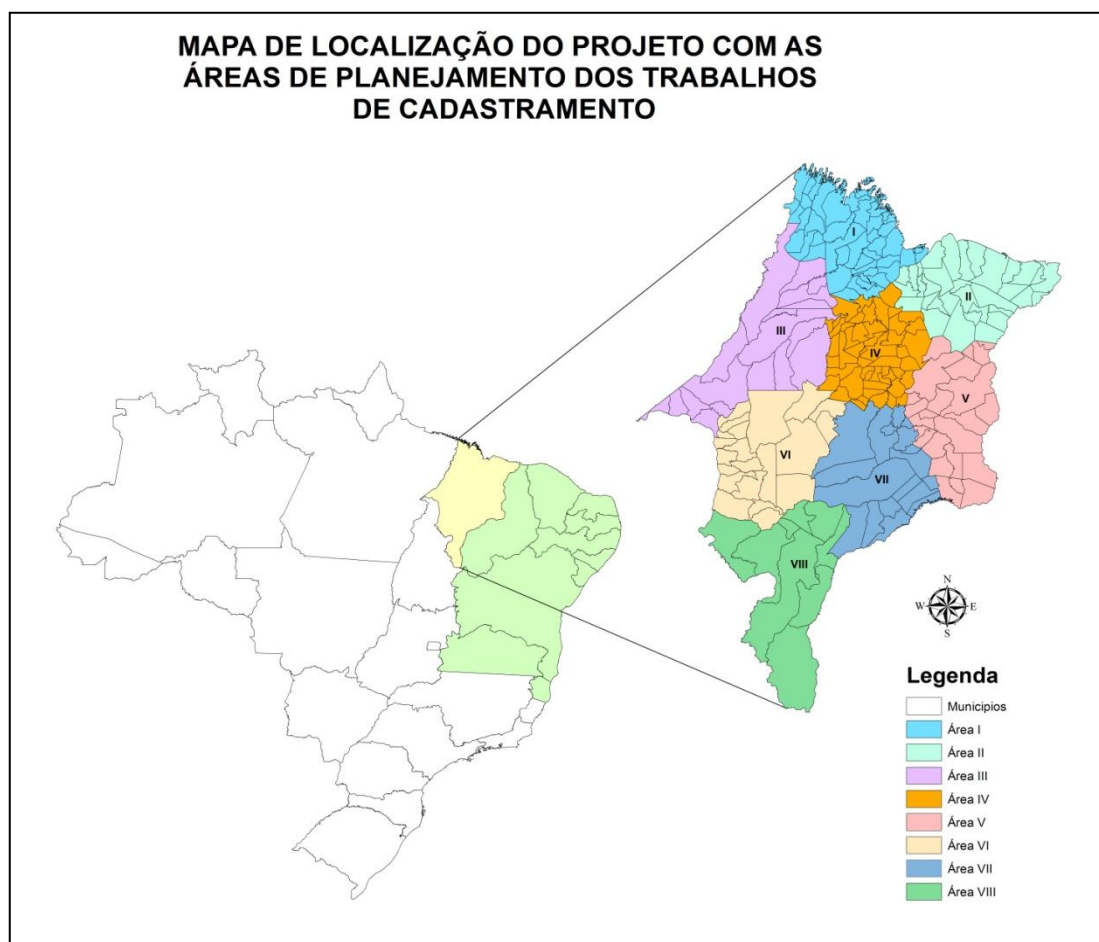 MAPA DE LOCALIZAÇÃO DO PROJETO COM AS
ÁREAS DE PLANEJAMENTO DOS TRABALHOS
DE CADASTRAMENTO
I
II
III
IV
V
VI
VII
VIII
N
W E
S
Legenda
Municipios
Área I
Área II
Área III
Área IV
Área V
Área VI
Área VII
Área VIII